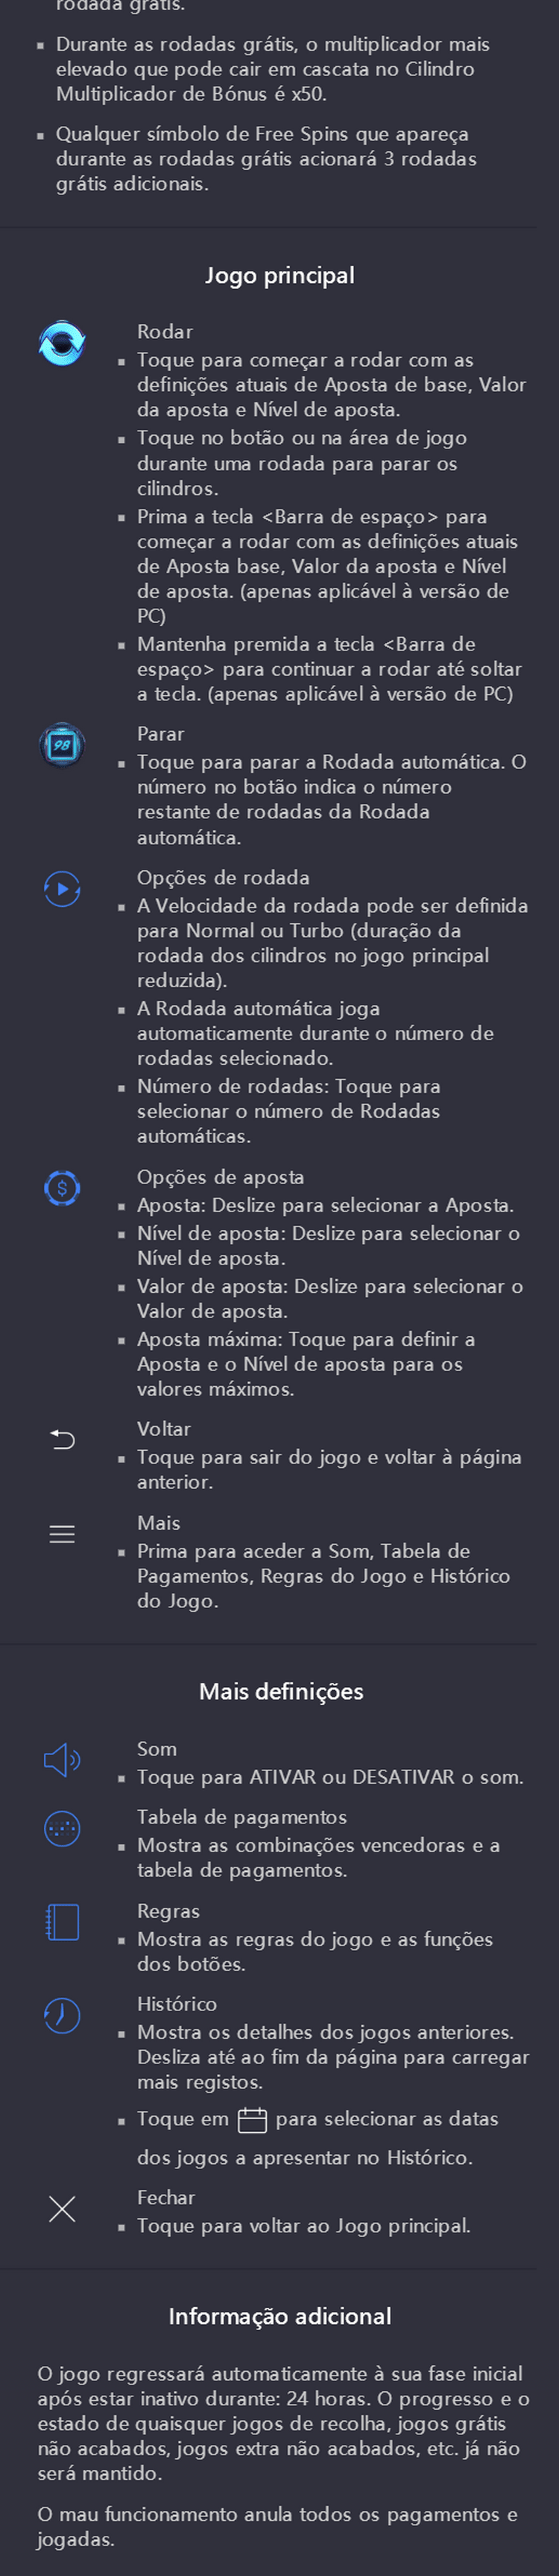 rodada grátis.
Durante as rodadas grátis, o multiplicador mais
elevado que pode cair em cascata no Cilindro
Multiplicador de Bónus é x50.
Qualquer símbolo de Free Spins que apareça
durante as rodadas grátis acionará 3 rodadas
grátis adicionais.
Jogo principal
Rodar
Toque para começar a rodar com as
definições atuais de Aposta de base, Valor
da aposta e Nível de aposta.
Toque no botão ou na área de jogo
durante uma rodada para parar os
cilindros.
Prima a tecla <Barra de espaço> para
começar a rodar com as definições atuais
de Aposta base, Valor da aposta e Nível
de aposta. (apenas aplicável à versão de
PC)
Mantenha premida a tecla <Barra de
espaço> para continuar a rodar até soltar
a tecla. (apenas aplicável à versão de PC)
98
Parar
Toque para parar a Rodada automática. O
número no botão indica o número
restante de rodadas da Rodada
automática.
Opções de rodada
A Velocidade da rodada pode ser definida
para Normal ou Turbo (duração da
rodada dos cilindros no jogo principal
reduzida).
A Rodada automática joga
automaticamente durante o número de
rodadas selecionado.
Número de rodadas: Toque para
selecionar o número de Rodadas
automáticas.
$
Opções de aposta
Aposta: Deslize para selecionar a Aposta.
Nível de aposta: Deslize para selecionar o
Nível de aposta.
Valor de aposta: Deslize para selecionar o
Valor de aposta.
Aposta máxima: Toque para definir a
Aposta e o Nível de aposta para os
valores máximos.
Voltar
Toque para sair do jogo e voltar à página
anterior.
Mais
Prima para aceder a Som, Tabela de
Pagamentos, Regras do Jogo e Histórico
do Jogo.
Mais definições
Som
Toque para ATIVAR ou DESATIVAR o som.
Tabela de pagamentos
Mostra as combinações vencedoras e a
tabela de pagamentos.
Regras
Mostra as regras do jogo e as funções
dos botões.
Histórico
Mostra os detalhes dos jogos anteriores.
Desliza até ao fim da página para carregar
mais registos.
Toque em para selecionar as datas
dos jogos a apresentar no Histórico.
Fechar
Toque para voltar ao Jogo principal.
Informação adicional
O jogo regressará automaticamente à sua fase inicial
após estar inativo durante: 24 horas. O progresso e o
estado de quaisquer jogos de recolha, jogos grátis
não acabados, jogos extra não acabados, etc. já não
será mantido.
O mau funcionamento anula todos os pagamentos e
jogadas.